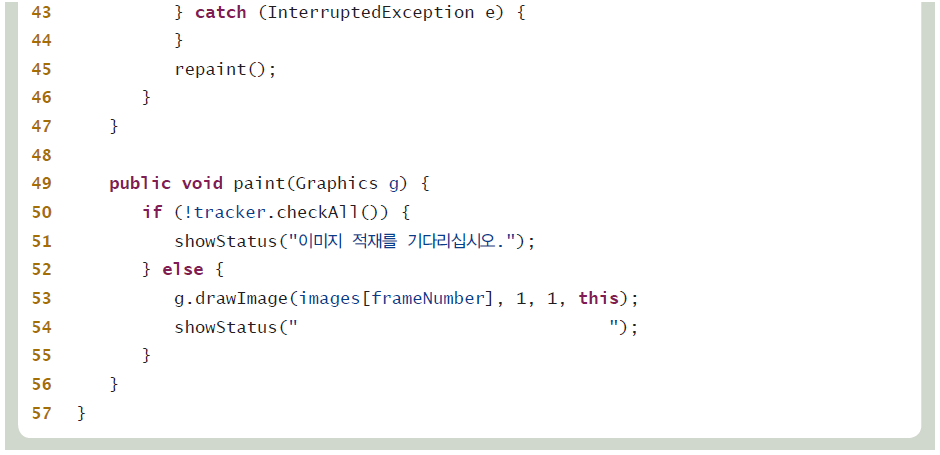 43 } catch (InterruptedException e) {
44 }
45 repaint();
46 }
47 }
48
49 public void paint(Graphics g) {
50 if (!tracker.checkAll()) {
51 showStatus("이미지 적재를 기다리십시오.");
52 } else {
53 g.drawImage(images[frameNumber], 1, 1, this);
54 showStatus(" ");
55 }
56 }
57 }